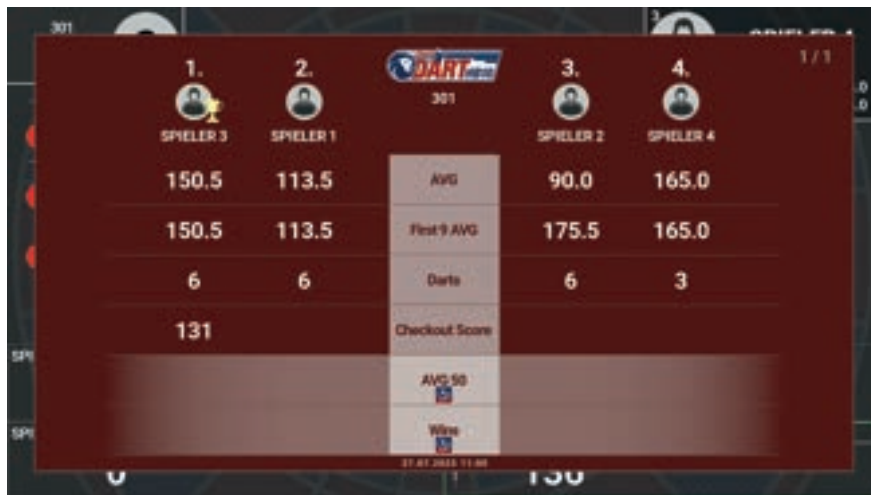 301
1 / 1
1. 2. DART 3. 4.
301
SPIELER 3 SPIELER 1 SPIELER 2 SPIELER 4
150.5 113.5 AVG 90.0 165.0
150.5 113.5 First 9 AVG 175.5 165.0
6 6 Darts 6 3
131 Checkout Score
AVG 50
Wins